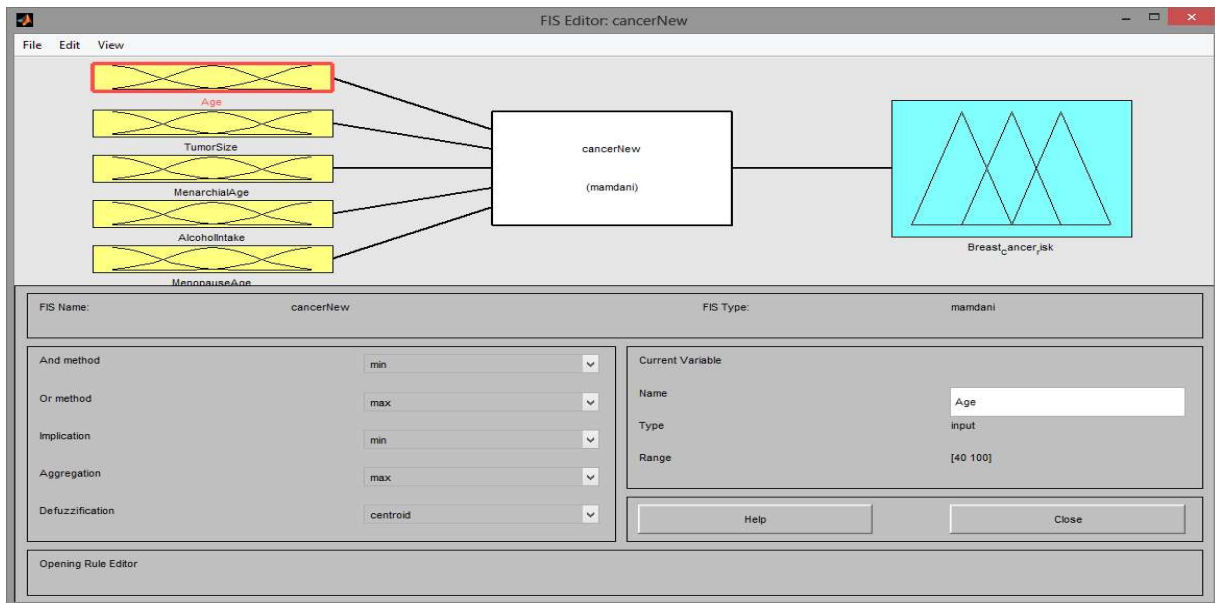 FIS Editor: cancerNew
File Edit View
Age
TumorSize
MenarchialAge
AlcoholIntake
MenopauseAge
cancerNew
(mamdani)
Breastcancerrisk
FIS Name: cancerNew
FIS Type: mamdani
And method min
Or method max
Implication min
Aggregation max
Defuzzification centroid
Current Variable
Name Age
Type input
Range [40 100]
Help Close
Opening Rule Editor